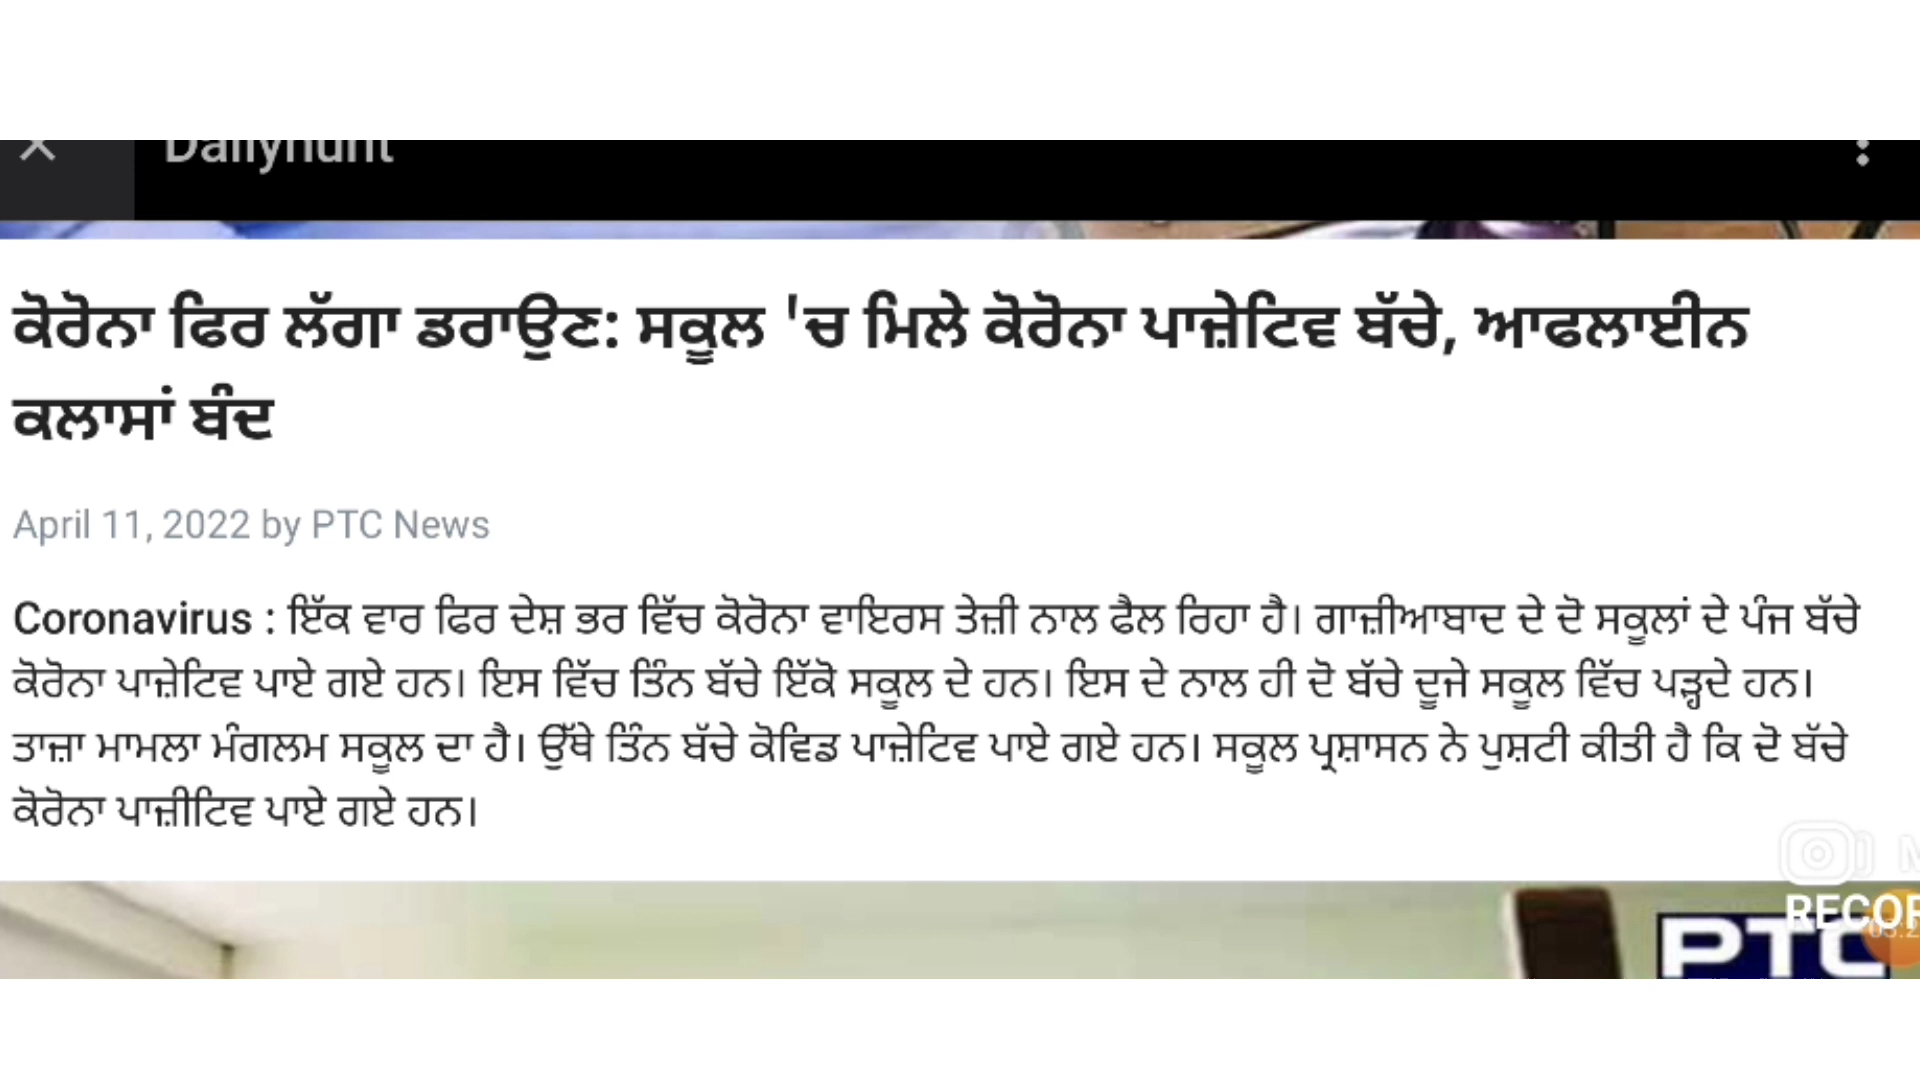 Dailyhunt
ਕੋਰੋਨਾ ਫਿਰ ਲੱਗਾ ਡਰਾਉਣ: ਸਕੂਲ 'ਚ ਮਿਲੇ ਕੋਰੋਨਾ ਪਾਜ਼ੇਟਿਵ ਬੱਚੇ, ਆਫਲਾਈਨ
ਕਲਾਸਾਂ ਬੰਦ
April 11, 2022 by PTC News
Coronavirus : ਇੱਕ ਵਾਰ ਫਿਰ ਦੇਸ਼ ਭਰ ਵਿੱਚ ਕੋਰੋਨਾ ਵਾਇਰਸ ਤੇਜ਼ੀ ਨਾਲ ਫੈਲ ਰਿਹਾ ਹੈ। ਗਾਜ਼ੀਆਬਾਦ ਦੇ ਦੋ ਸਕੂਲਾਂ ਦੇ ਪੰਜ ਬੱਚੇ
ਕੋਰੋਨਾ ਪਾਜ਼ੇਟਿਵ ਪਾਏ ਗਏ ਹਨ। ਇਸ ਵਿੱਚ ਤਿੰਨ ਬੱਚੇ ਇੱਕੋ ਸਕੂਲ ਦੇ ਹਨ। ਇਸ ਦੇ ਨਾਲ ਹੀ ਦੋ ਬੱਚੇ ਦੂਜੇ ਸਕੂਲ ਵਿੱਚ ਪੜ੍ਹਦੇ ਹਨ।
ਤਾਜ਼ਾ ਮਾਮਲਾ ਮੰਗਲਮ ਸਕੂਲ ਦਾ ਹੈ। ਉੱਥੇ ਤਿੰਨ ਬੱਚੇ ਕੋਵਿਡ ਪਾਜ਼ੇਟਿਵ ਪਾਏ ਗਏ ਹਨ। ਸਕੂਲ ਪ੍ਰਸ਼ਾਸਨ ਨੇ ਪੁਸ਼ਟੀ ਕੀਤੀ ਹੈ ਕਿ ਦੋ ਬੱਚੇ
ਕੋਰੋਨਾ ਪਾਜ਼ੀਟਿਵ ਪਾਏ ਗਏ ਹਨ।
RECOR
PTC